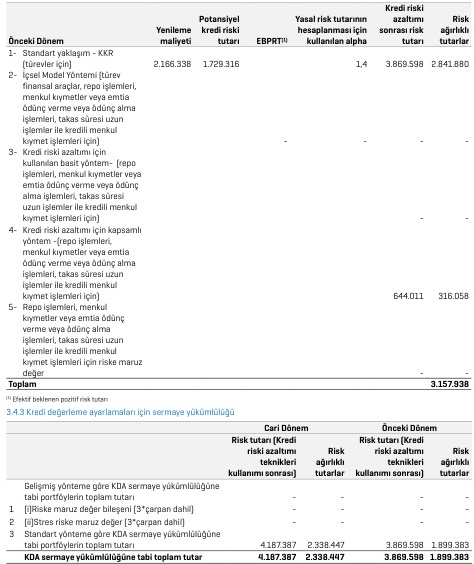 Önceki Dönem Yenileme maliyeti Potansiyel kredi riski tutarı EBPRT(1) Yasal risk tutarının hesaplanması için kullanılan alpha Kredi riski azaltımı sonrası risk tutarı Risk ağırlıklı tutarlar
1- Standart yaklaşım - KKR
(türevler için) 2.166.338 1.729.316 1,4 3.869.598 2.841.880
2- İçsel Model Yöntemi (türev
finansal araçlar, repo işlemleri,
menkul kıymetler veya emtia
ödünç verme veya ödünç alma
işlemleri, takas süresi uzun
işlemler ile kredili menkul
kıymet işlemleri için) - - - -
3- Kredi riski azaltımı için
kullanılan basit yöntem- (repo
işlemleri, menkul kıymetler veya
emtia ödünç verme veya ödünç
alma işlemleri, takas süresi
uzun işlemler ile kredili menkul
kıymet işlemleri için) - -
4- Kredi riski azaltımı için kapsamlı
yöntem -(repo işlemleri,
menkul kıymetler veya emtia
ödünç verme veya ödünç alma
işlemleri, takas süresi uzun
işlemler ile kredili menkul
kıymet işlemleri için) 644.011 316.058
5- Repo işlemleri, menkul
kıymetler veya emtia ödünç
verme veya ödünç alma
işlemleri, takas süresi uzun
işlemler ile kredili menkul
kıymet işlemleri için riske maruz
değer - -
Toplam 3.157.938
(1) Efektif beklenen pozitif risk tutarı
3.4.3 Kredi değerleme ayarlamaları için sermaye yükümlülüğü
Cari Dönem Önceki Dönem
Risk tutarı (Kredi riski azaltımı teknikleri kullanımı sonrası) Risk ağırlıklı tutarlar Risk tutarı (Kredi riski azaltımı teknikleri kullanımı sonrası) Risk ağırlıklı tutarlar
Gelişmiş yönteme göre KDA sermaye yükümlülüğüne
tabi portföylerin toplam tutarı - - - -
1 (i)Riske maruz değer bileşeni (3*çarpan dahil) - - - -
2 (ii)Stres riske maruz değer (3*çarpan dahil) - - - -
3 Standart yönteme göre KDA sermaye yükümlülüğüne
tabi portföylerin toplam tutarı 4.187.387 2.338.447 3.869.598 1.899.383
KDA sermaye yükümlülüğüne tabi toplam tutar 4.187.387 2.338.447 3.869.598 1.899.383